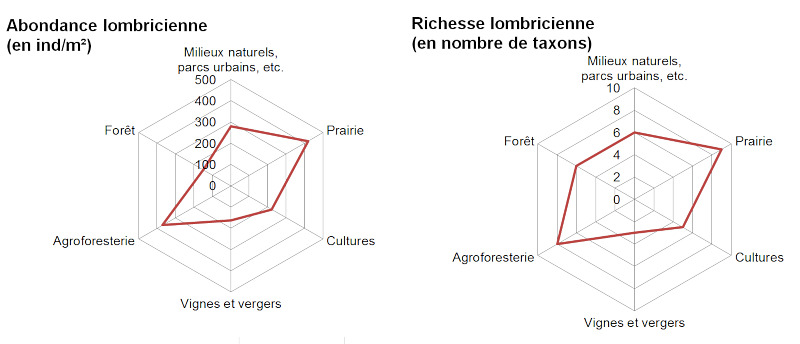 Abondance lombricienne
(en ind/m²)
Milieux naturels,
parcs urbains, etc.
500
400
300
200
100
0
Forêt
Prairie
Agroforesterie
Cultures
Vignes et vergers
Richesse lombricienne
(en nombre de taxons)
Milieux naturels,
parcs urbains, etc.
10
8
6
4
2
0
Forêt
Prairie
Agroforesterie
Cultures
Vignes et vergers